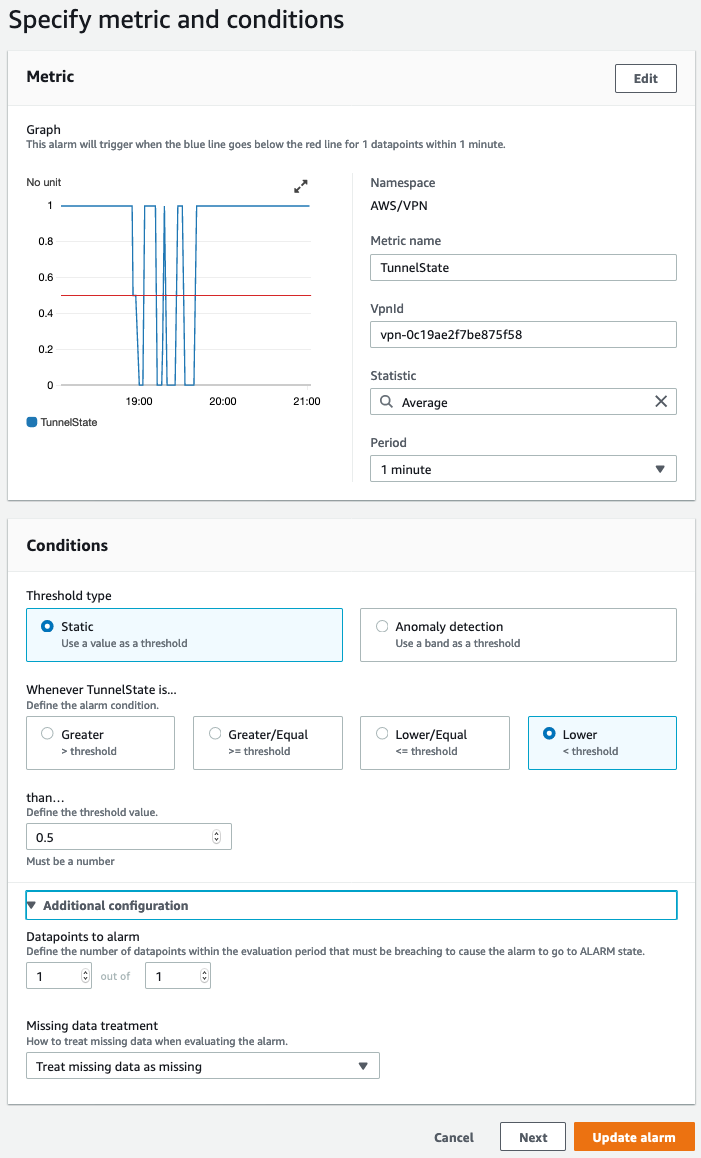 Specify metric and conditions
Metric
Edit
Graph
This alarm will trigger when the blue line goes below the red line for 1 datapoints within 1 minute.
No unit
1
0.8
0.6
0.4
0.2
0
19:00
20:00
21:00
TunnelState
Namespace
AWS/VPN
Metric name
TunnelState
VpnId
vpn-0c19ae2f7be875f58
Statistic
Average
Period
1 minute
Conditions
Threshold type
Static
Use a value as a threshold
Anomaly detection
Use a band as a threshold
Whenever TunnelState is...
Define the alarm condition.
Greater
> threshold
Greater/Equal
>= threshold
Lower/Equal
<= threshold
Lower
< threshold
than...
Define the threshold value.
0.5
Must be a number
Additional configuration
Datapoints to alarm
Define the number of datapoints within the evaluation period that must be breaching to cause the alarm to go to ALARM state.
1 out of 1
Missing data treatment
How to treat missing data when evaluating the alarm.
Treat missing data as missing
Cancel
Next
Update alarm